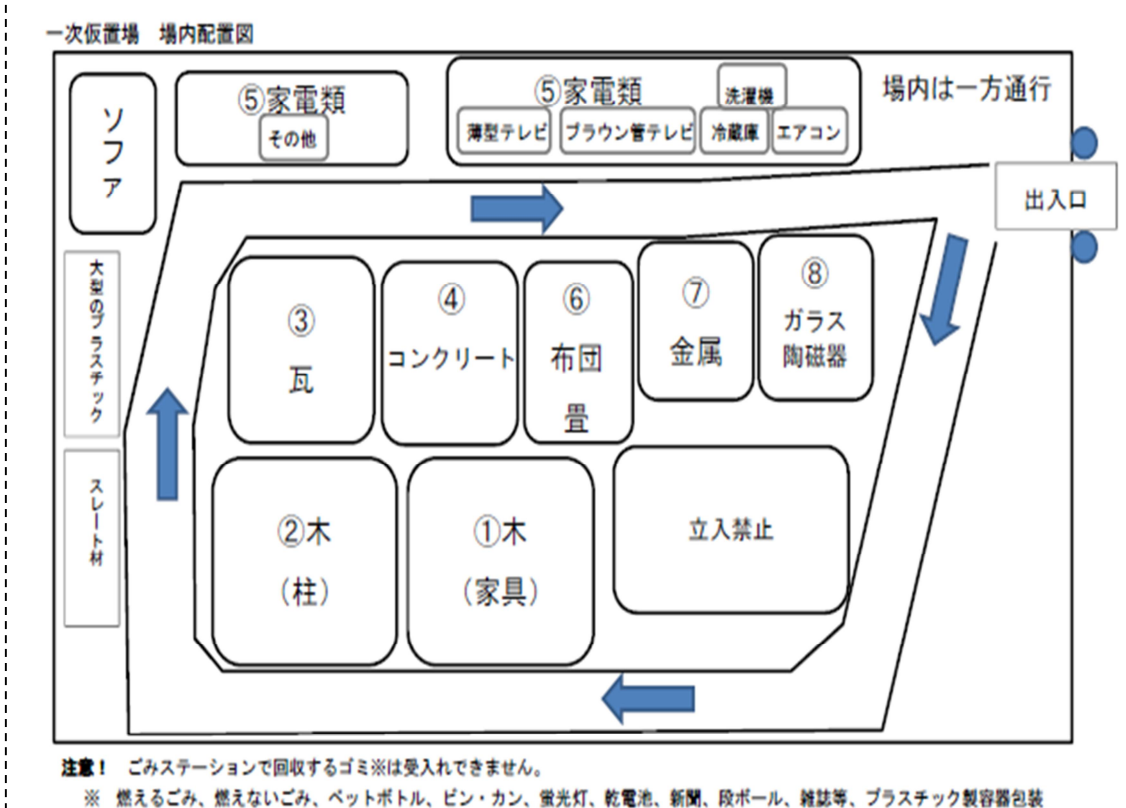 一次仮置場 場内配置図
ソファ
⑤家電類
その他
⑤家電類
洗濯機
薄型テレビ
ブラウン管テレビ
冷蔵庫
エアコン
場内は一方通行
出入口
大型のプラスチック
スレート材
③
瓦
④
コンクリート
⑥
布団
畳
⑦
金属
⑧
ガラス
陶磁器
②木
（柱）
①木
（家具）
立入禁止
注意！ ごみステーションで回収するゴミ※は受入れできません。
※ 燃えるごみ、燃えないごみ、ペットボトル、ビン・カン、蛍光灯、乾電池、新聞、段ボール、雑誌等、プラスチック製容器包装